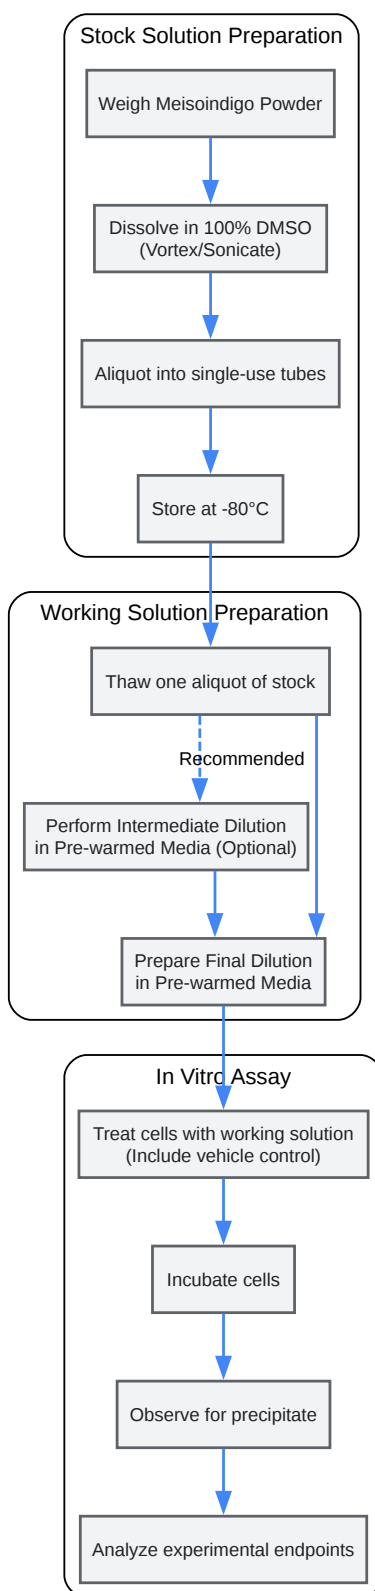 Stock Solution Preparation
Weigh Meisoindigo Powder
Dissolve in 100% DMSO
(Vortex/Sonicate)
Aliquot into single-use tubes
Store at -80°C
Working Solution Preparation
Thaw one aliquot of stock
Recommended
Perform Intermediate Dilution
in Pre-warmed Media (Optional)
Prepare Final Dilution
in Pre-warmed Media
In Vitro Assay
Treat cells with working solution
(Include vehicle control)
Incubate cells
Observe for precipitate
Analyze experimental endpoints